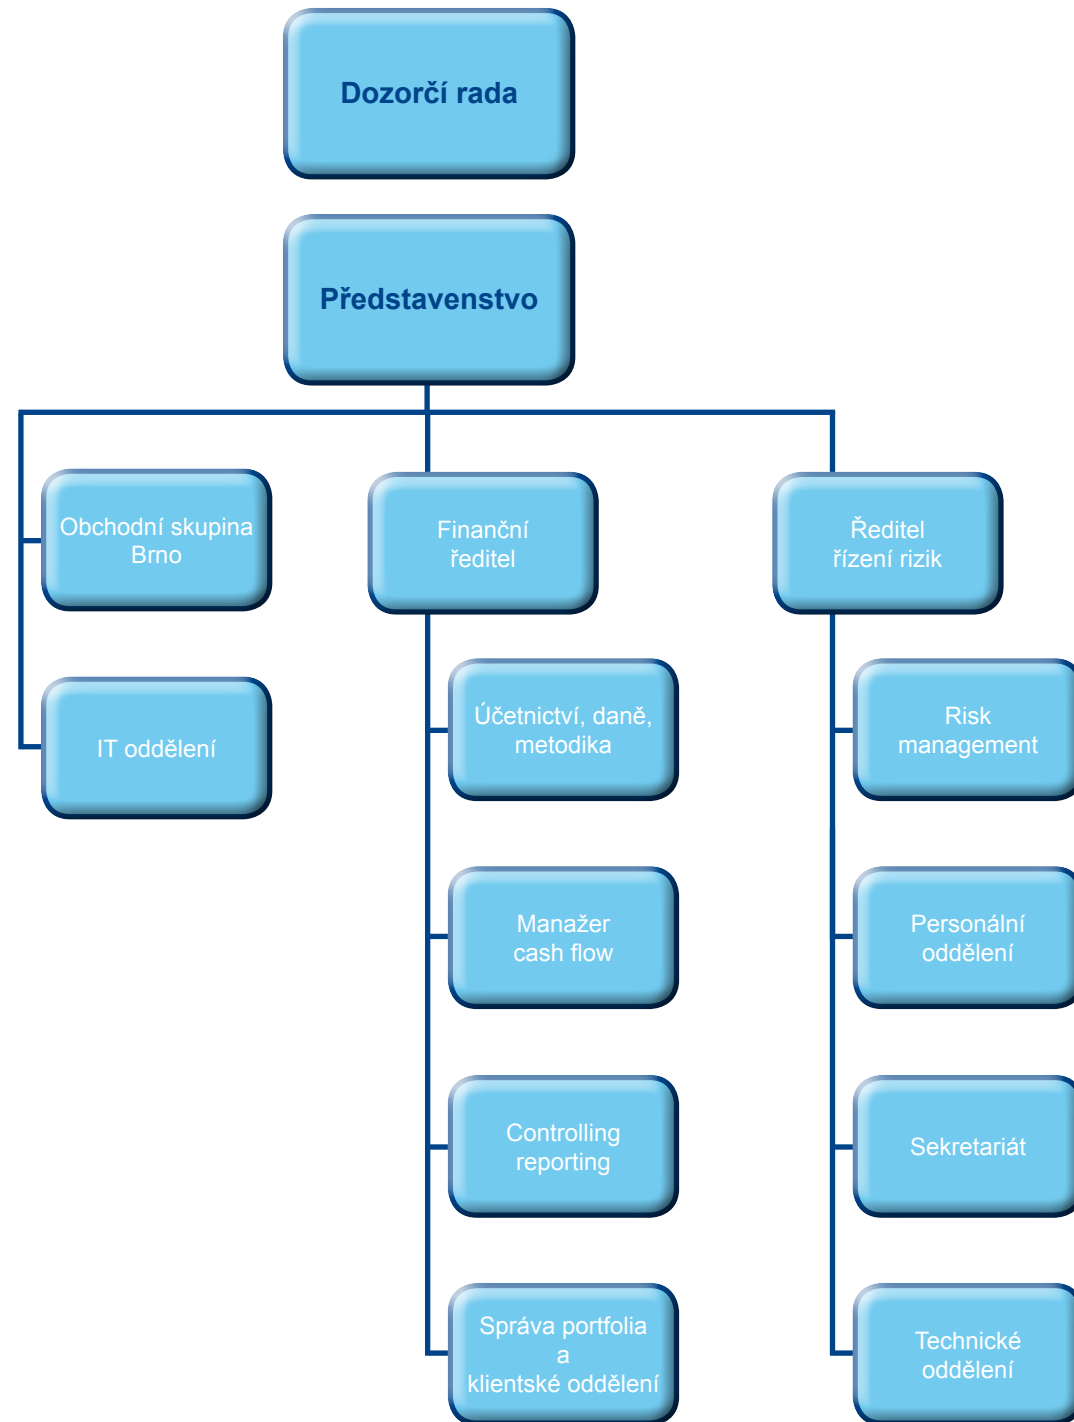 Dozorčí rada
Představenstvo
Obchodní skupina
Brno
IT oddělení
Finanční
ředitel
Účetnictví, daně,
metodika
Manažer
cash flow
Controlling
reporting
Správa portfolia
a
klientské oddělení
Ředitel
řízení rizik
Risk
management
Personální
oddělení
Sekretariát
Technické
oddělení